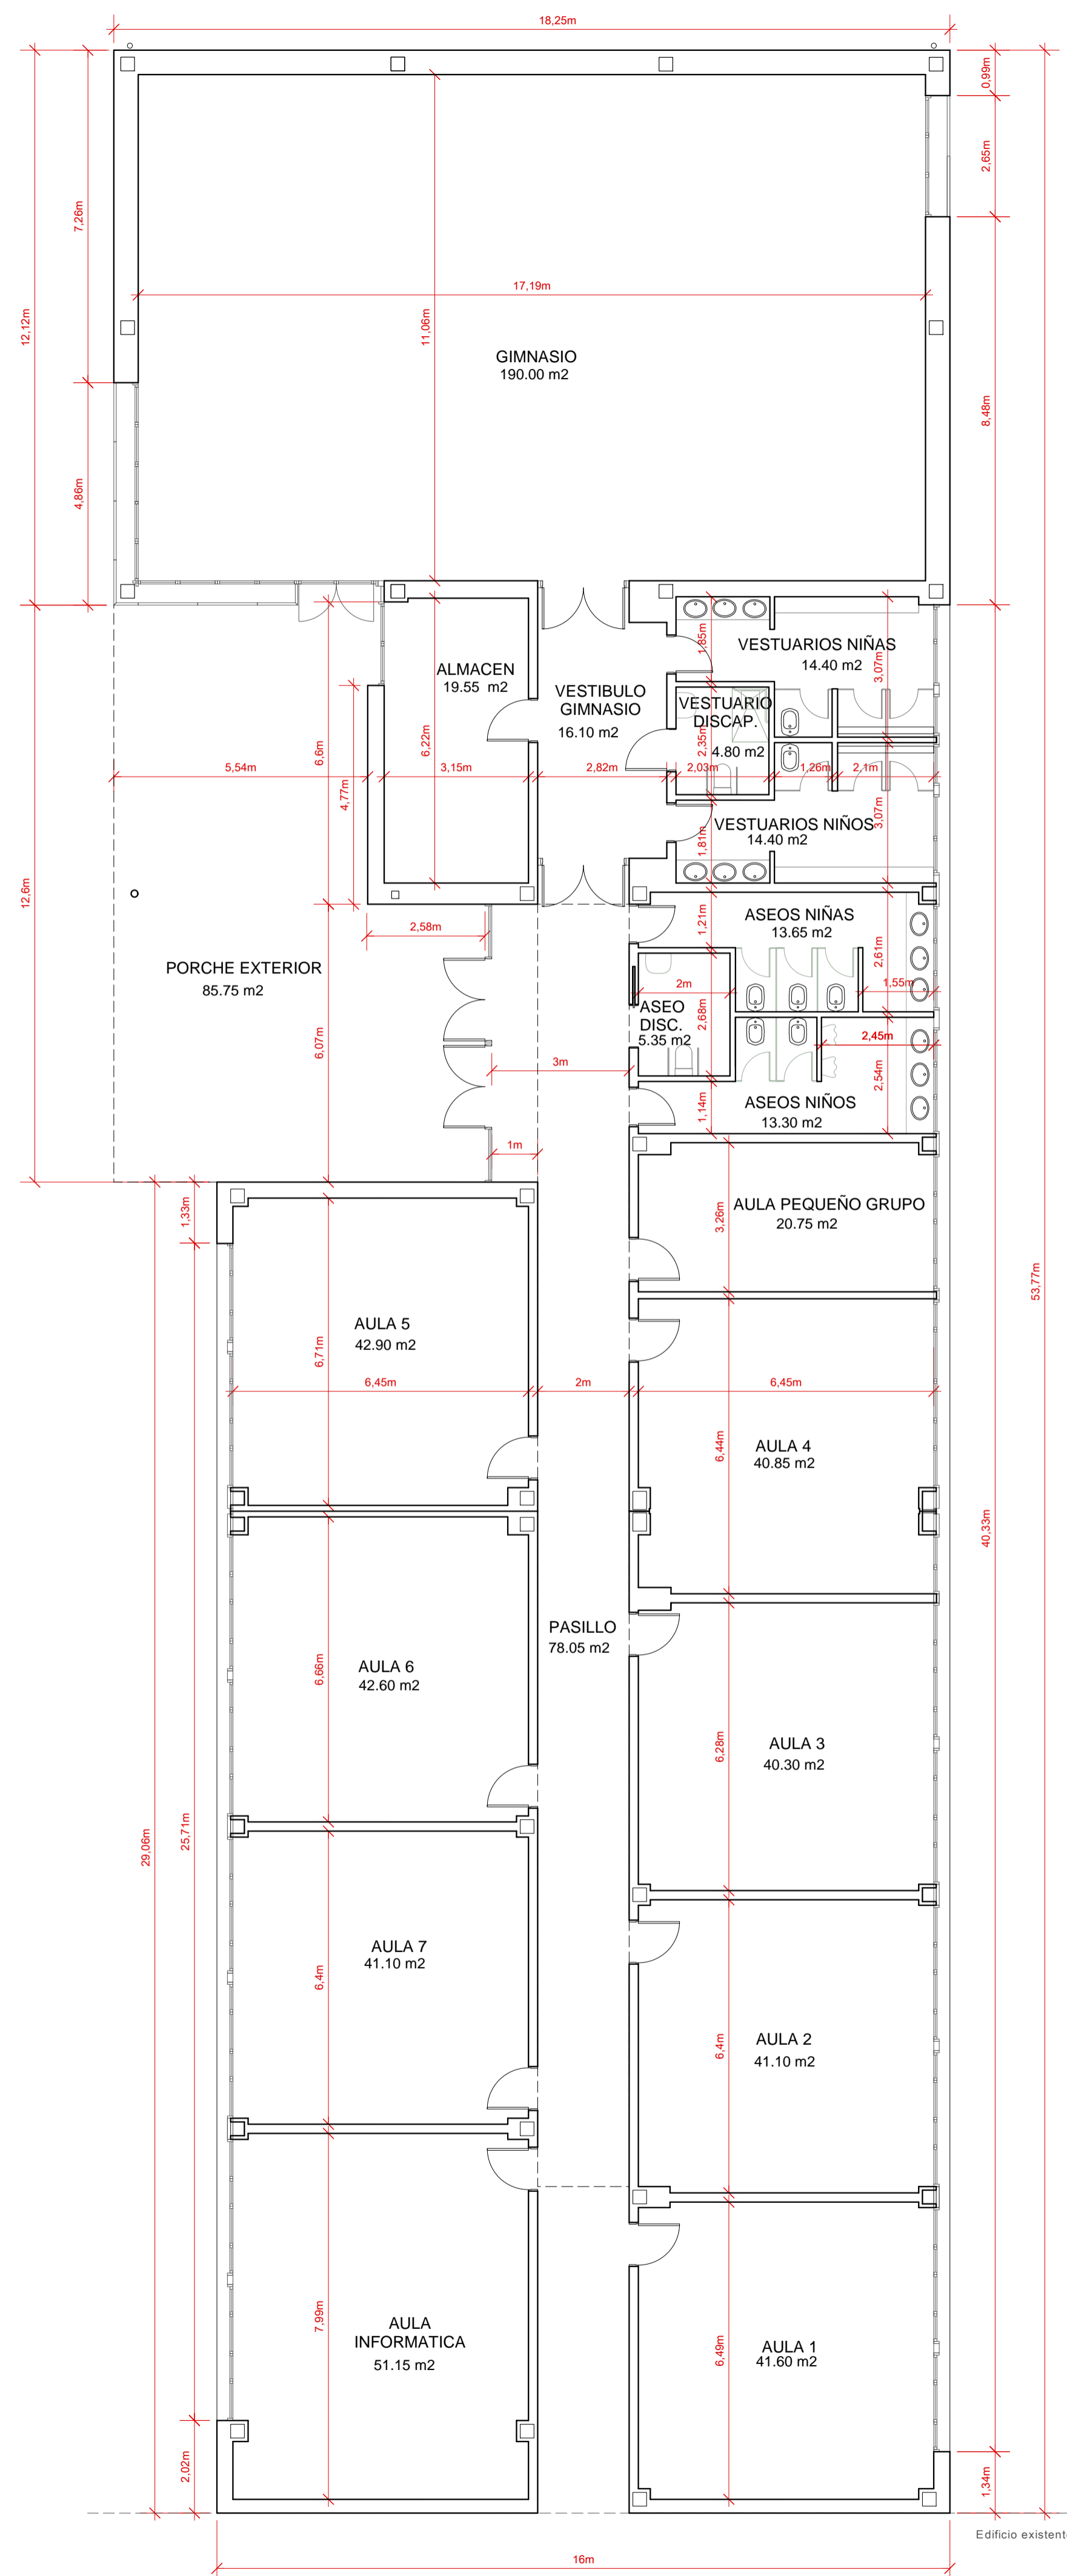 18,25m
0,99m
2,65m
7,26m
12,12m
17,19m
11,06m
GIMNASIO
190.00 m2
8,48m
4,86m
VESTUARIOS NIÑAS
14.40 m2
1,85m
3,07m
ALMACEN
19.55 m2
VESTIBULO
GIMNASIO
16.10 m2
VESTUARIO
DISCAP.
4.80 m2
2,35m
6,6m
6,22m
5,54m
3,15m
2,82m
2,03m
1,26m
2,1m
4,77m
VESTUARIOS NIÑOS
14.40 m2
1,81m
3,07m
12,6m
ASEOS NIÑAS
13.65 m2
1,21m
2,61m
2,58m
PORCHE EXTERIOR
85.75 m2
2m
1,55m
ASEO
DISC.
5.35 m2
2,68m
2,45m
6,07m
3m
2,54m
ASEOS NIÑOS
13.30 m2
1,14m
1m
1,33m
AULA PEQUEÑO GRUPO
20.75 m2
3,26m
53,77m
AULA 5
42.90 m2
6,71m
6,45m
2m
6,45m
AULA 4
40.85 m2
6,44m
40,33m
PASILLO
78.05 m2
AULA 6
42.60 m2
6,66m
AULA 3
40.30 m2
6,28m
29,06m
25,71m
AULA 7
41.10 m2
6,4m
AULA 2
41.10 m2
6,4m
AULA
INFORMATICA
51.15 m2
7,99m
AULA 1
41.60 m2
6,49m
2,02m
1,34m
Edificio existent
16m